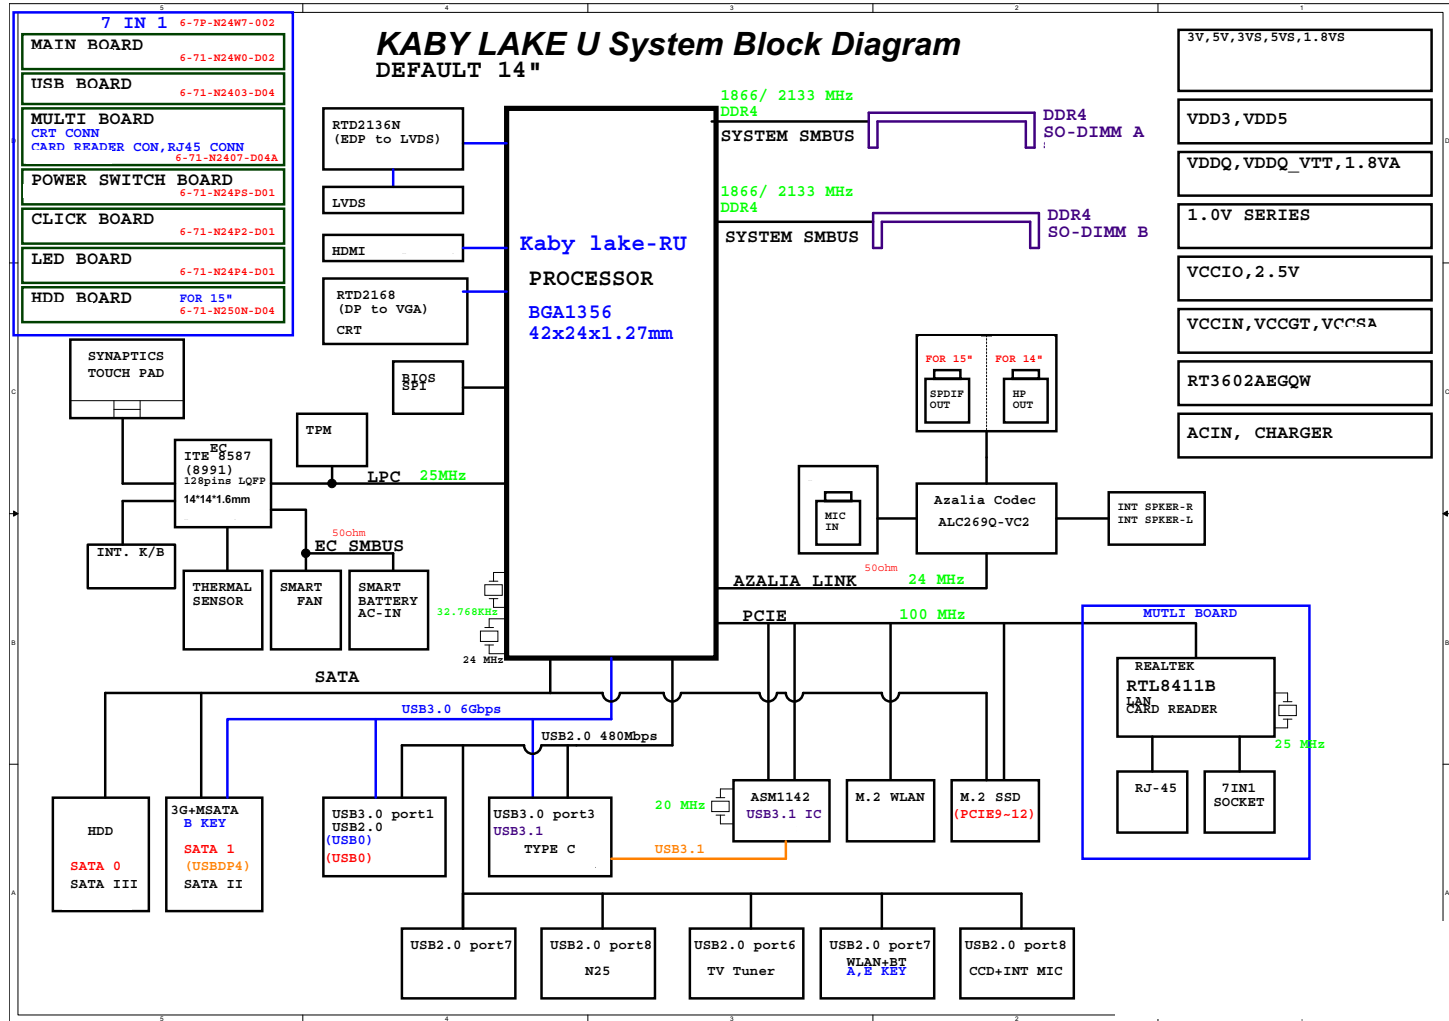 KABY LAKE U System Block Diagram
DEFAULT 14"
7 IN 1 6-7P-N24W7-002
MAIN BOARD
6-71-N24W0-D02
USB BOARD
6-71-N2403-D04
MULTI BOARD
CRT CONN
CARD READER CON,RJ45 CONN
6-71-N2407-D04A
POWER SWITCH BOARD
6-71-N24PS-D01
CLICK BOARD
6-71-N24P2-D01
LED BOARD
6-71-N24P4-D01
HDD BOARD FOR 15"
6-71-N250N-D04
RTD2136N
(EDP to LVDS)
LVDS
HDMI
RTD2168
(DP to VGA)
CRT
BIOS
SPI
Kaby lake-RU
PROCESSOR
BGA1356
42x24x1.27mm
1866/ 2133 MHz
DDR4
SYSTEM SMBUS
DDR4
SO-DIMM A
1866/ 2133 MHz
DDR4
SYSTEM SMBUS
DDR4
SO-DIMM B
3V,5V,3VS,5VS,1.8VS
VDD3,VDD5
VDDQ,VDDQ_VTT,1.8VA
1.0V SERIES
VCCIO,2.5V
VCCIN,VCCGT,VCCSA
RT3602AEGQW
ACIN, CHARGER
SYNAPTICS
TOUCH PAD
TPM
EC
ITE 8587
(8991)
128pins LQFP
14*14*1.6mm
LPC 25MHz
INT. K/B
50ohm
EC SMBUS
THERMAL
SENSOR
SMART
FAN
SMART
BATTERY
AC-IN
32.768KHz
24 MHz
FOR 15" FOR 14"
SPDIF
OUT
HP
OUT
MIC
IN
Azalia Codec
ALC269Q-VC2
INT SPKER-R
INT SPKER-L
50ohm
AZALIA LINK 24 MHz
PCIE 100 MHz
MUTLI BOARD
REALTEK
RTL8411B
LAN
CARD READER
25 MHz
RJ-45
7IN1
SOCKET
SATA
USB3.0 6Gbps
USB2.0 480Mbps
HDD
SATA 0
SATA III
3G+MSATA
B KEY
SATA 1
(USBDP4)
SATA II
USB3.0 port1
USB2.0
(USB0)
(USB0)
USB3.0 port3
USB3.1
TYPE C
USB3.1
20 MHz
ASM1142
USB3.1 IC
M.2 WLAN
M.2 SSD
(PCIE9~12)
USB2.0 port7
USB2.0 port8
N25
USB2.0 port6
TV Tuner
USB2.0 port7
WLAN+BT
A,E KEY
USB2.0 port8
CCD+INT MIC
5
4
3
2
1
5
4
3
2
D
C
B
A
D
C
B
A